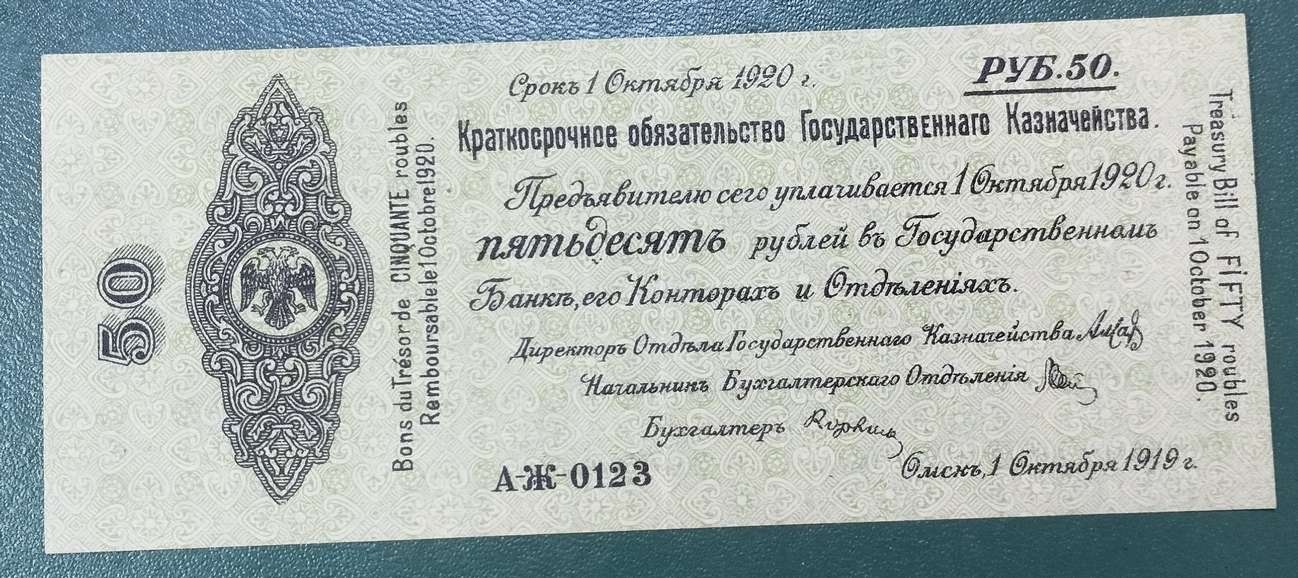 50
Bons du Trésor de CINQUANTE roubles
Remboursable le 1 Octobre 1920.
Срокъ 1 Октября 1920 г.
РУБ. 50.
Краткосрочное обязательство Государственнаго Казначейства.
Предъявителю сего уплачивается 1 Октября 1920 г.
пятьдесятъ рублей въ Государственномъ
Банкѣ, его Конторахъ и Отдѣленіяхъ.
Директоръ Отдѣла Государственнаго Казначейства
Начальникъ Бухгалтерскаго Отдѣленія
Бухгалтеръ
А-Ж-0123
Омскъ, 1 Октября 1919 г.
Treasury Bill of FIFTY roubles
Payable on 1 October 1920.